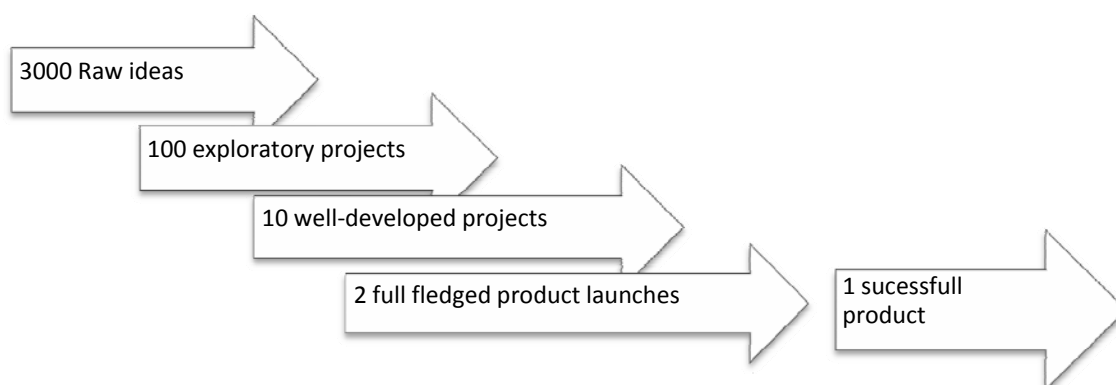 3000 Raw ideas
100 exploratory projects
10 well-developed projects
2 full fledged product launches
1 sucessfull
product